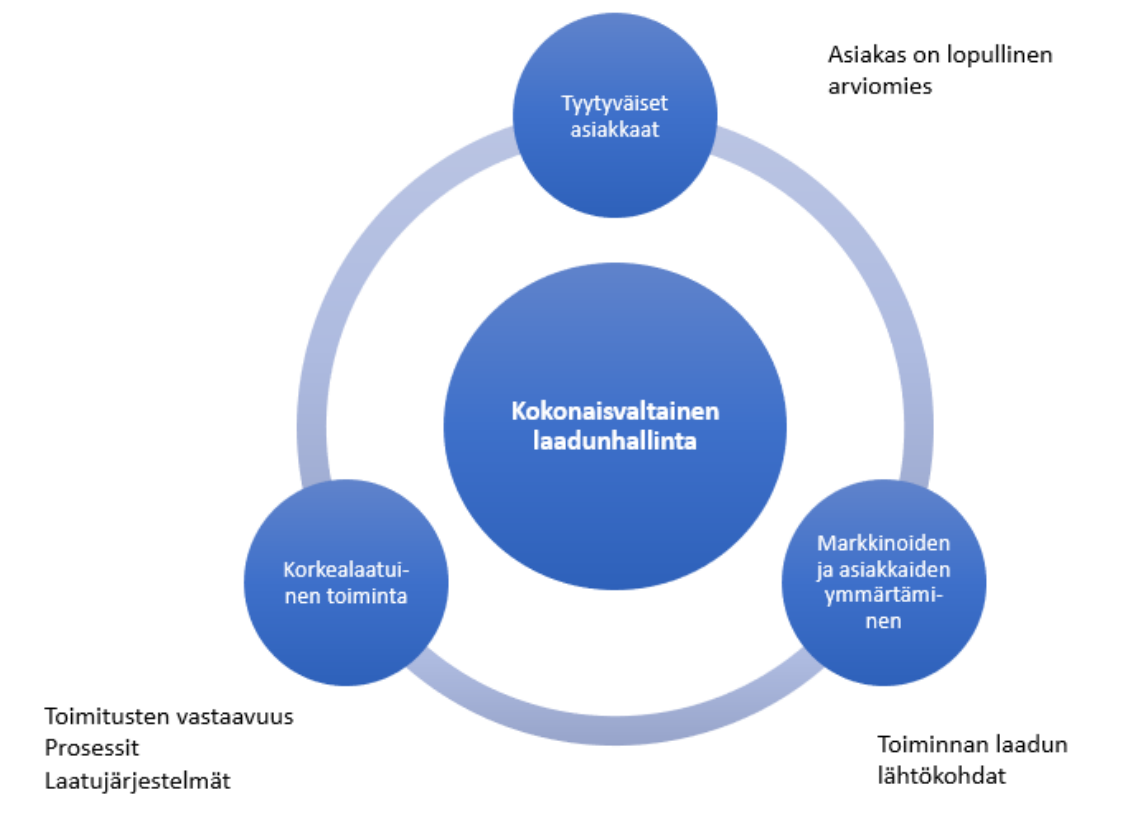 Tyytyväiset
asiakkaat
Asiakas on lopullinen
arviomies
Kokonaisvaltainen
laadunhallinta
Korkealaatui-
nen toiminta
Markkinoiden
ja asiakkaiden
ymmärtämi-
nen
Toimitusten vastaavuus
Prosessit
Laatujärjestelmät
Toiminnan laadun
lähtökohdat